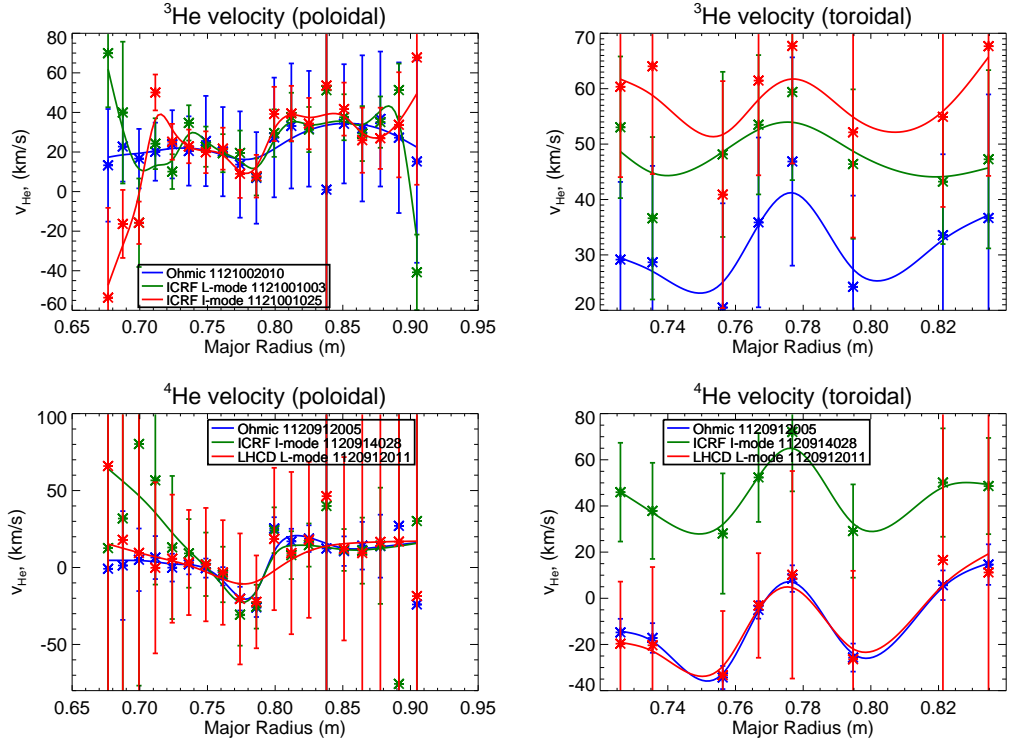 ³He velocity (poloidal)
v_He, (km/s)
80
60
40
20
0
-20
-40
-60
Ohmic 1121002010
ICRF L-mode 1121001003
ICRF I-mode 1121001025
0.65 0.70 0.75 0.80 0.85 0.90 0.95
Major Radius (m)
³He velocity (toroidal)
v_He, (km/s)
80
70
60
50
40
30
20
0.74 0.76 0.78 0.80 0.82
Major Radius (m)
⁴He velocity (poloidal)
v_He, (km/s)
100
50
0
-50
Ohmic 1120912005
ICRF I-mode 1120914028
LHCD L-mode 1120912011
0.65 0.70 0.75 0.80 0.85 0.90 0.95
Major Radius (m)
⁴He velocity (toroidal)
v_He, (km/s)
80
60
40
20
0
-20
-40
Ohmic 1120912005
ICRF I-mode 1120914028
LHCD L-mode 1120912011
0.74 0.76 0.78 0.80 0.82
Major Radius (m)